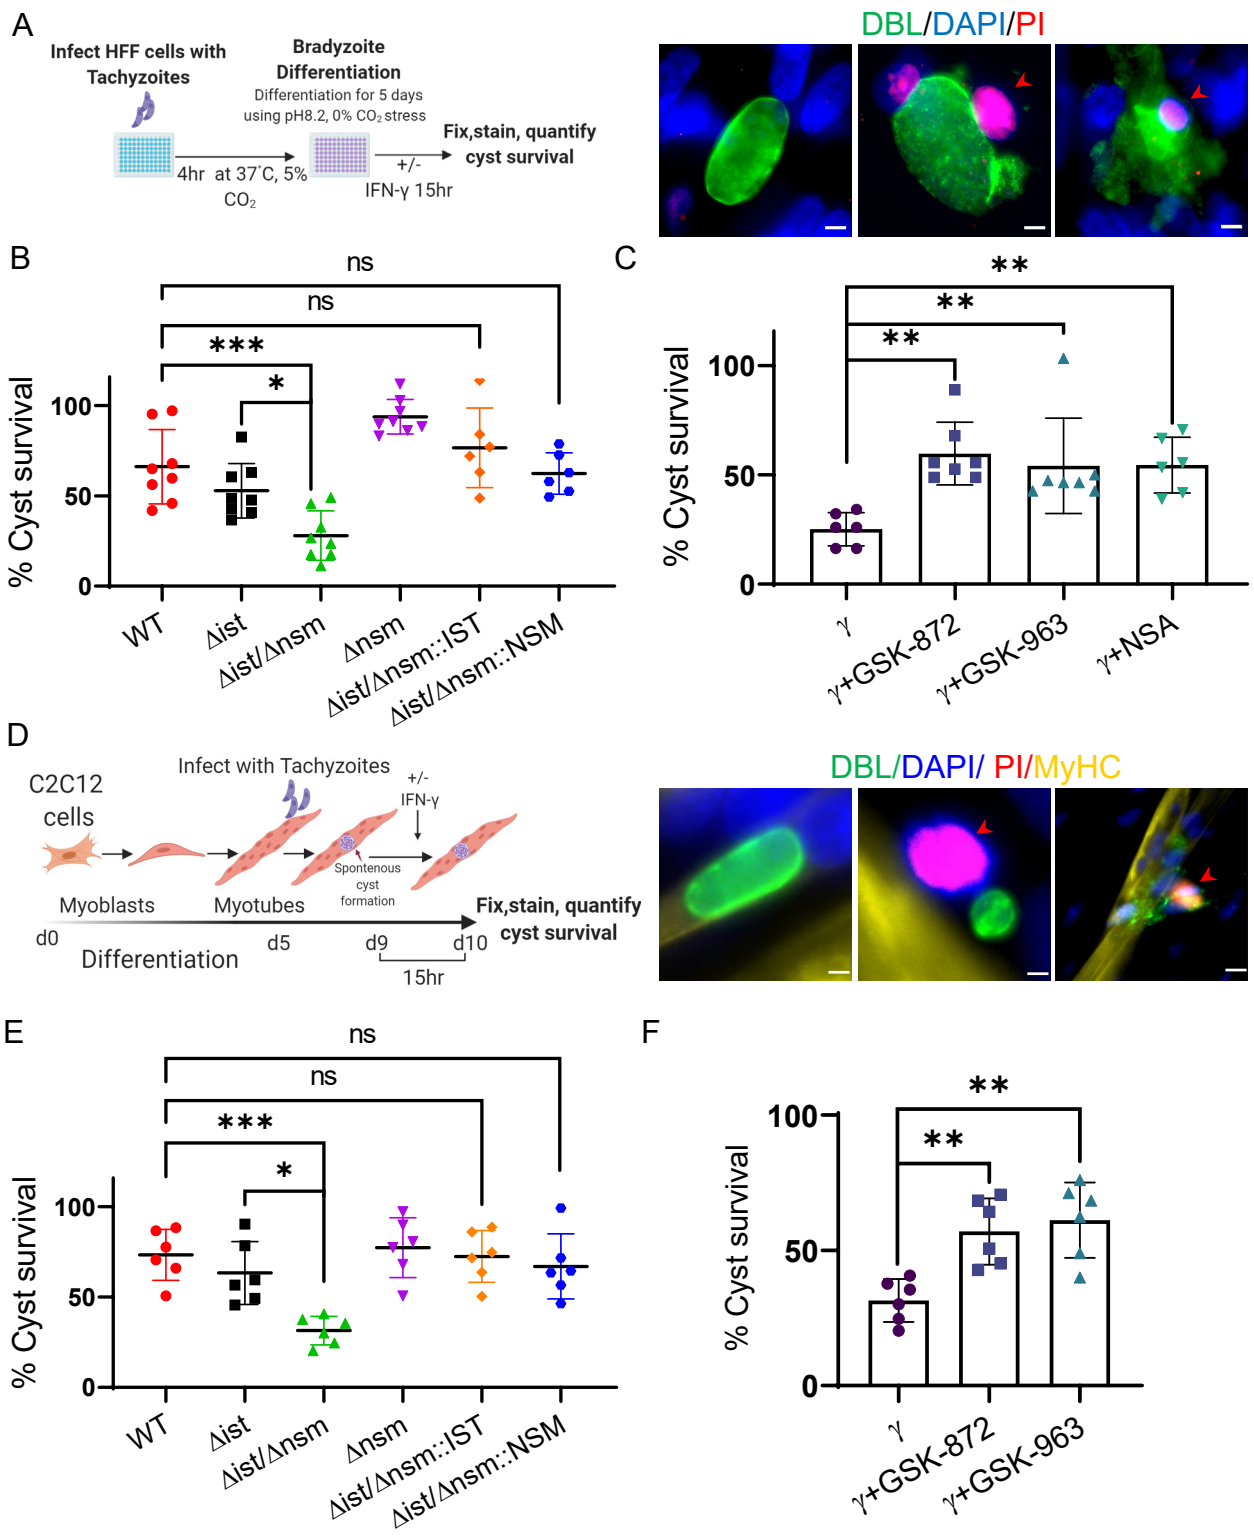 A
Infect HFF cells with
Tachyzoites
Bradyzoite
Differentiation
Differentiation for 5 days
using pH8.2, 0% CO₂ stress
4hr at 37°C, 5%
CO₂
+/-
IFN-γ 15hr
Fix,stain, quantify
cyst survival
DBL/DAPI/PI
B
ns
ns
***
*
% Cyst survival
100
50
0
WT
Δist
Δist/Δnsm
Δnsm
Δist/Δnsm::IST
Δist/Δnsm::NSM
C
**
**
**
% Cyst survival
100
50
0
γ
γ+GSK-872
γ+GSK-963
γ+NSA
D
C2C12
cells
Infect with Tachyzoites
+/-
IFN-γ
Spontenous
cyst
formation
Myoblasts
Myotubes
Fix,stain, quantify
cyst survival
d0
d5
d9
d10
Differentiation
15hr
DBL/DAPI/ PI/MyHC
E
ns
ns
***
*
% Cyst survival
100
50
0
WT
Δist
Δist/Δnsm
Δnsm
Δist/Δnsm::IST
Δist/Δnsm::NSM
F
**
**
% Cyst survival
100
50
0
γ
γ+GSK-872
γ+GSK-963